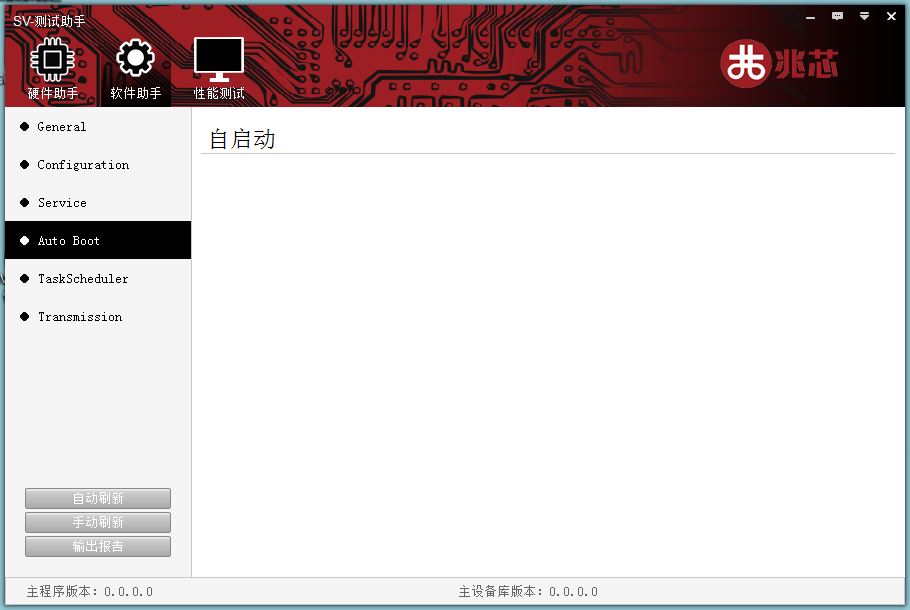 SV-测试助手
硬件助手
软件助手
性能测试
兆芯
General
Configuration
Service
Auto Boot
TaskScheduler
Transmission
自启动
自动刷新
手动刷新
输出报告
主程序版本: 0.0.0.0
主设备库版本: 0.0.0.0